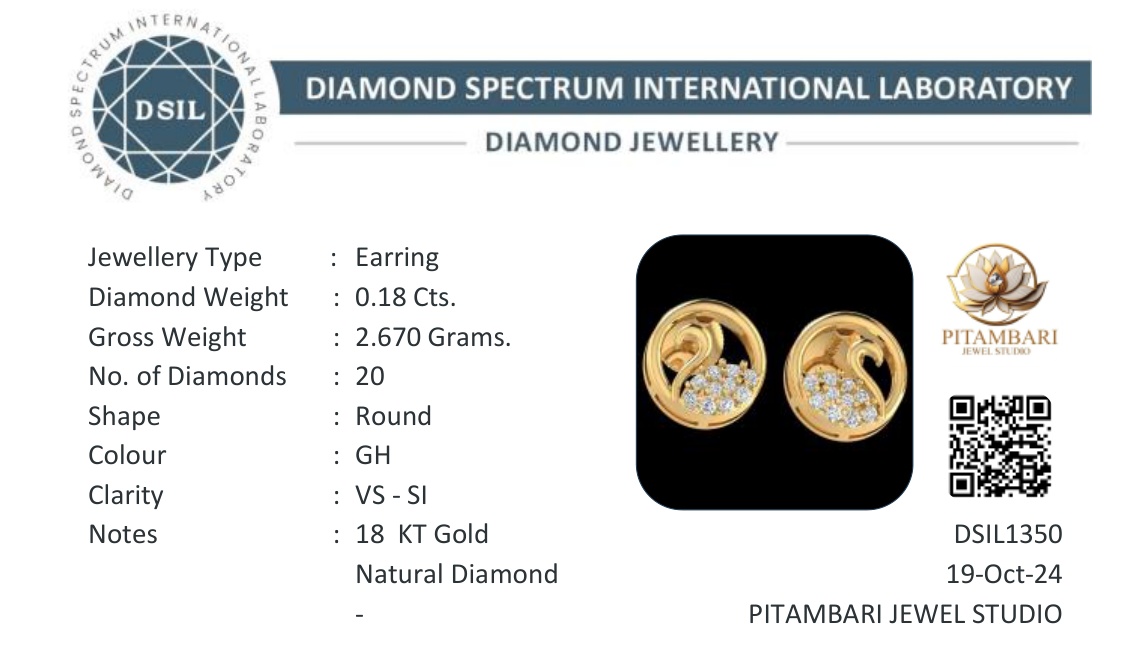 DIAMOND SPECTRUM INTERNATIONAL LABORATORY
DSIL
DIAMOND SPECTRUM INTERNATIONAL LABORATORY
DIAMOND JEWELLERY
Jewellery Type : Earring
Diamond Weight : 0.18 Cts.
Gross Weight : 2.670 Grams.
No. of Diamonds : 20
Shape : Round
Colour : GH
Clarity : VS - SI
Notes : 18 KT Gold
Natural Diamond
-
PITAMBARI
JEWEL STUDIO
DSIL1350
19-Oct-24
PITAMBARI JEWEL STUDIO